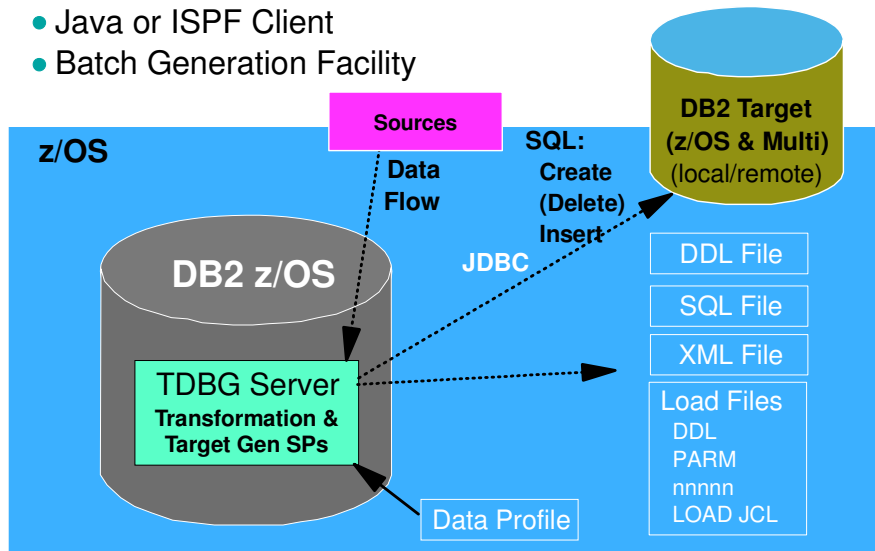 Java or ISPF Client
Batch Generation Facility
z/OS
Sources
Data
Flow
SQL:
Create
(Delete)
Insert
JDBC
DB2 Target
(z/OS & Multi)
(local/remote)
DB2 z/OS
TDBG Server
Transformation &
Target Gen SPs
Data Profile
DDL File
SQL File
XML File
Load Files
DDL
PARM
nnnnn
LOAD JCL